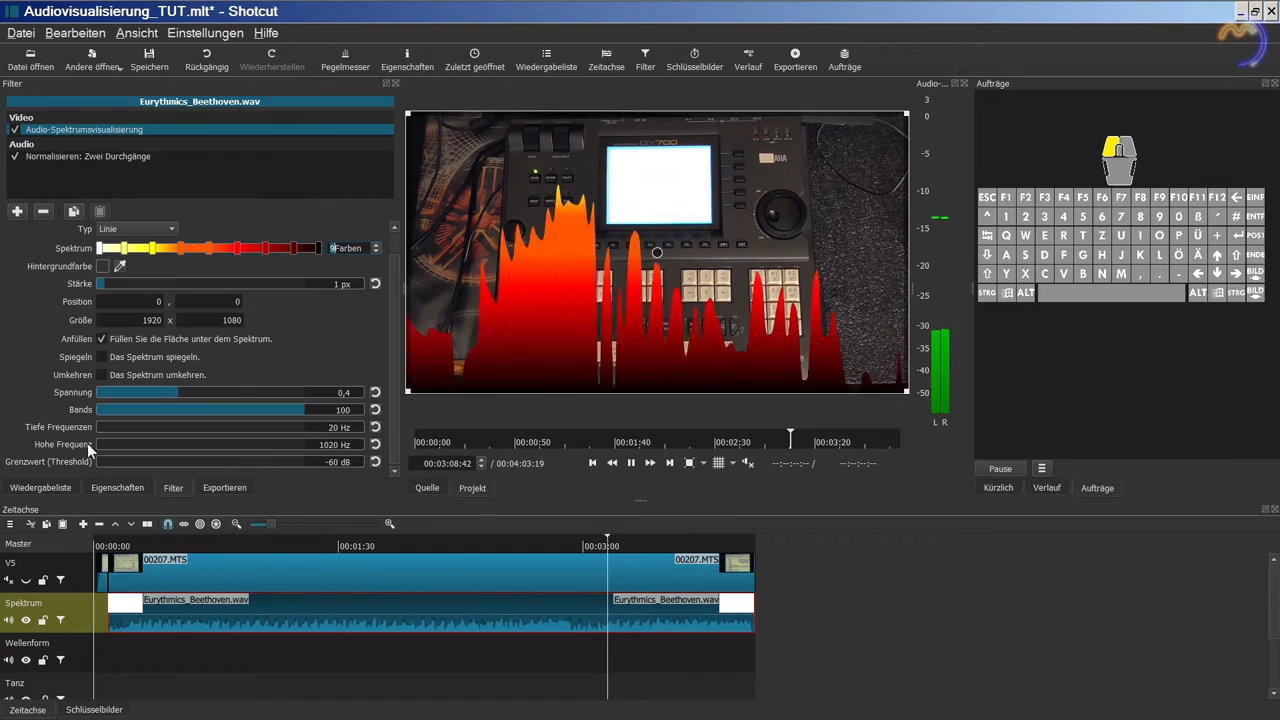 Audiovisualisierung_TUT.mlt* - Shotcut
Datei Bearbeiten Ansicht Einstellungen Hilfe
Datei öffnen Andere öffnen Speichern Rückgängig Wiederherstellen Pegelmesser Eigenschaften Zuletzt geöffnet Wiedergabeliste Zeitachse Filter Schlüsselbilder Verlauf Exportieren Aufträge
Filter
Eurythmics_Beethoven.wav
Video
Audio-Spektrumsvisualisierung
Audio
Normalisieren: Zwei Durchgänge
Typ Linie
Spektrum 9Farben
Hintergrundfarbe
Stärke 1 px
Position 0 , 0
Größe 1920 x 1080
Anfüllen Füllen Sie die Fläche unter dem Spektrum.
Spiegeln Das Spektrum spiegeln.
Umkehren Das Spektrum umkehren.
Spannung 0,4
Bands 100
Tiefe Frequenzen 20 Hz
Hohe Frequenz 1020 Hz
Grenzwert (Threshold) -60 dB
Wiedergabeliste Eigenschaften Filter Exportieren
00:00:00 00:00:50 00:01:40 00:02:30 00:03:20
00:03:08:42 / 00:04:03:19 --:--:--:-- / --:--:--:--
Quelle Projekt
Audio-...
3
0
-5
-10
-15
-20
-25
-30
-35
-40
-50
L R
Aufträge
ESC F1 F2 F3 F4 F5 F6 F7 F8 F9 F10 F11 F12 ← EINF
^ 1 2 3 4 5 6 7 8 9 0 ß ´ # ENTF
Q W E R T Z U I O P Ü + POS1
A S D F G H J K L Ö Ä ENDE
Y X C V B N M , . - BILD
STRG ALT ALT STRG BILD
Pause
Kürzlich Verlauf Aufträge
Zeitachse
Master 00:00:00 00:01:30 00:03:00
V5 00207.MTS 00207.MTS
Spektrum Eurythmics_Beethoven.wav Eurythmics_Beethoven.wav
Wellenform
Tanz
Zeitachse Schlüsselbilder